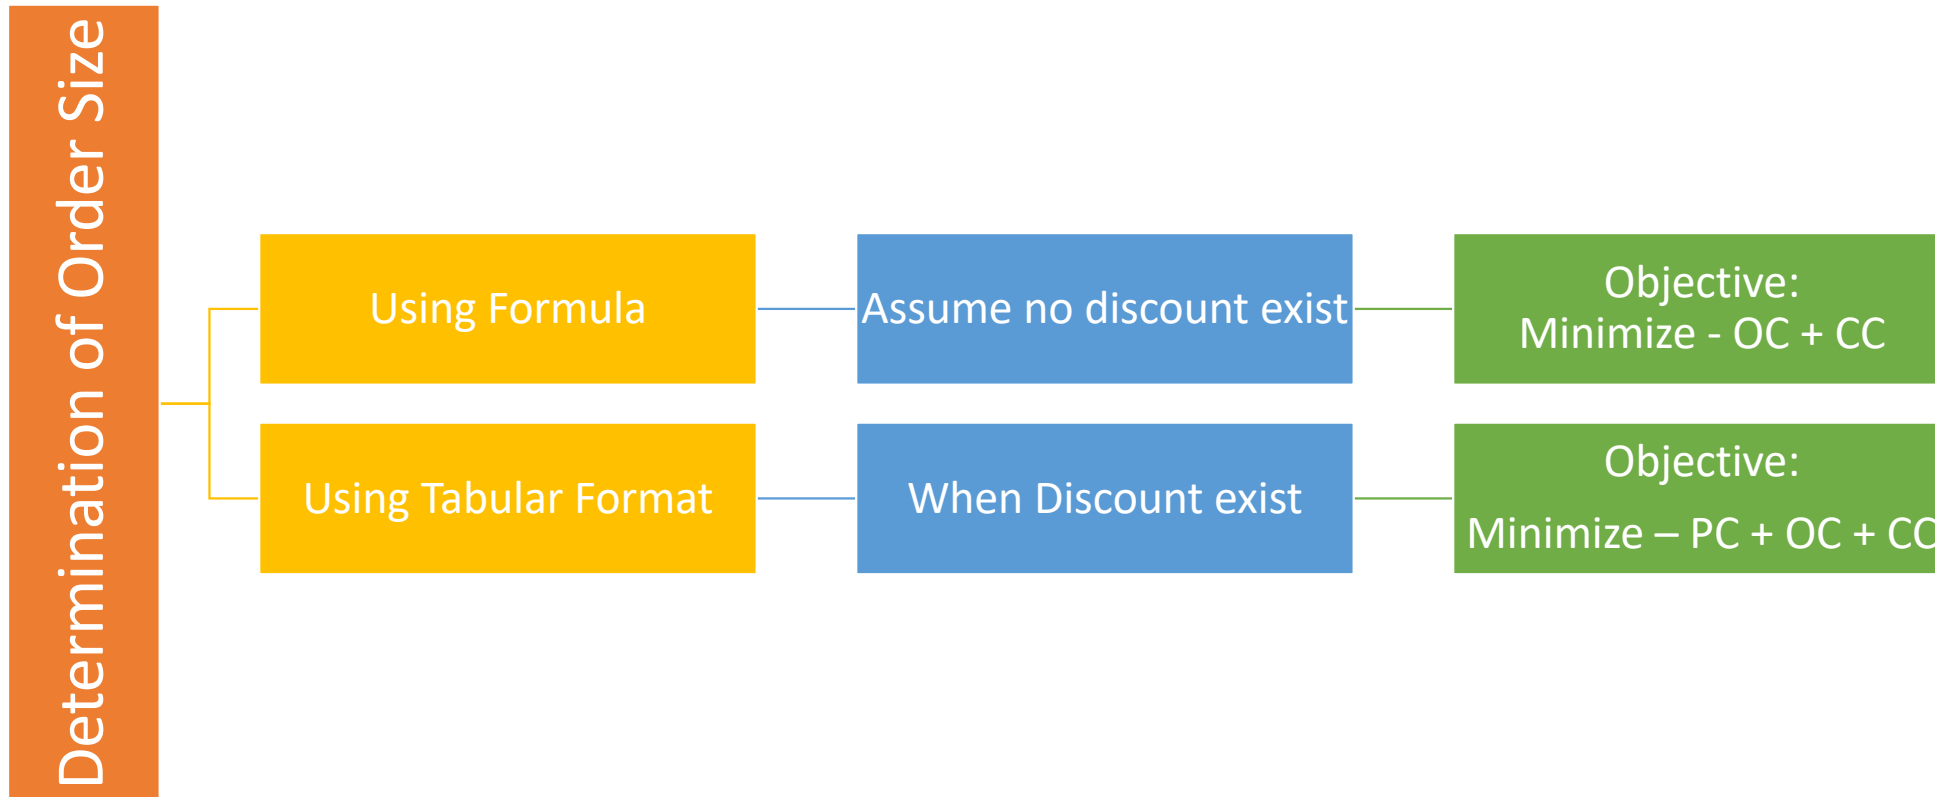 Determination of Order Size
Using Formula
Assume no discount exist
Objective:
Minimize - OC + CC
Using Tabular Format
When Discount exist
Objective:
Minimize – PC + OC + CC